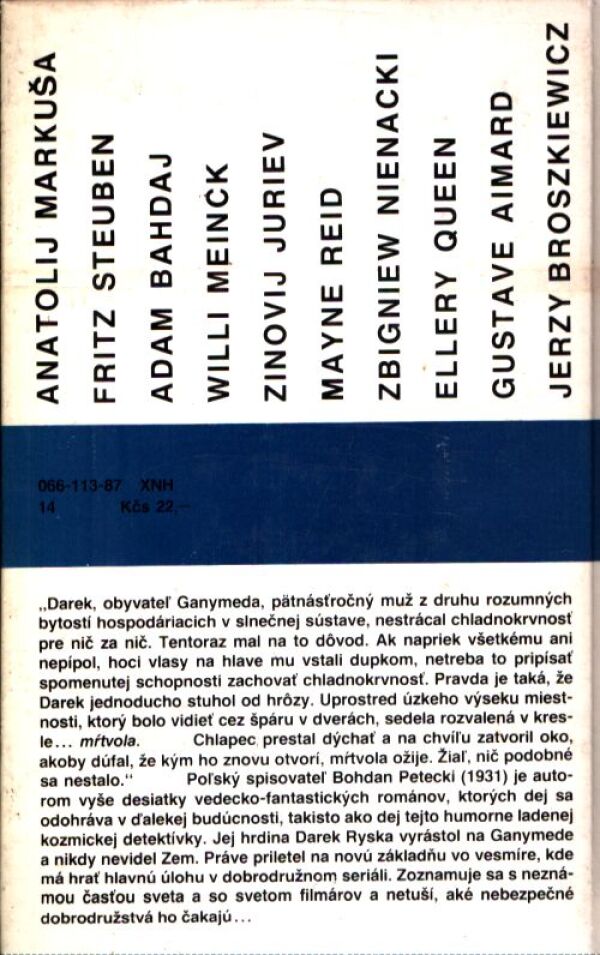 ANATOLIJ MARKUŠA
FRITZ STEUBEN
ADAM BAHDAJ
WILLI MEINCK
ZINOVIJ JURIEV
MAYNE REID
ZBIGNIEW NIENACKI
ELLERY QUEEN
GUSTAVE AIMARD
JERZY BROSZKIEWICZ
066-113-87 XNH
14 Kčs 22,—
„Darek, obyvateľ Ganymeda, pätnásťročný muž z druhu rozumných
bytostí hospodáriacich v slnečnej sústave, nestrácal chladnokrvnosť
pre nič za nič. Tentoraz mal na to dôvod. Ak napriek všetkému ani
nepípol, hoci vlasy na hlave mu vstali dupkom, netreba to pripísať
spomenutej schopnosti zachovať chladnokrvnosť. Pravda je taká, že
Darek jednoducho stuhol od hrôzy. Uprostred úzkeho výseku miest-
nosti, ktorý bolo vidieť cez špáru v dverách, sedela rozvalená v kres-
le... mŕtvola. Chlapec prestal dýchať a na chvíľu zatvoril oko,
akoby dúfal, že kým ho znovu otvorí, mŕtvola ožije. Žiaľ, nič podobné
sa nestalo.“ Poľský spisovateľ Bohdan Petecki (1931) je auto-
rom vyše desiatky vedecko-fantastických románov, ktorých dej sa
odohráva v ďalekej budúcnosti, takisto ako dej tejto humorne ladenej
kozmickej detektívky. Jej hrdina Darek Ryska vyrástol na Ganymede
a nikdy nevidel Zem. Práve priletel na novú základňu vo vesmíre, kde
má hrať hlavnú úlohu v dobrodružnom seriáli. Zoznamuje sa s nezná-
mou časťou sveta a so svetom filmárov a netuší, aké nebezpečné
dobrodružstvá ho čakajú...